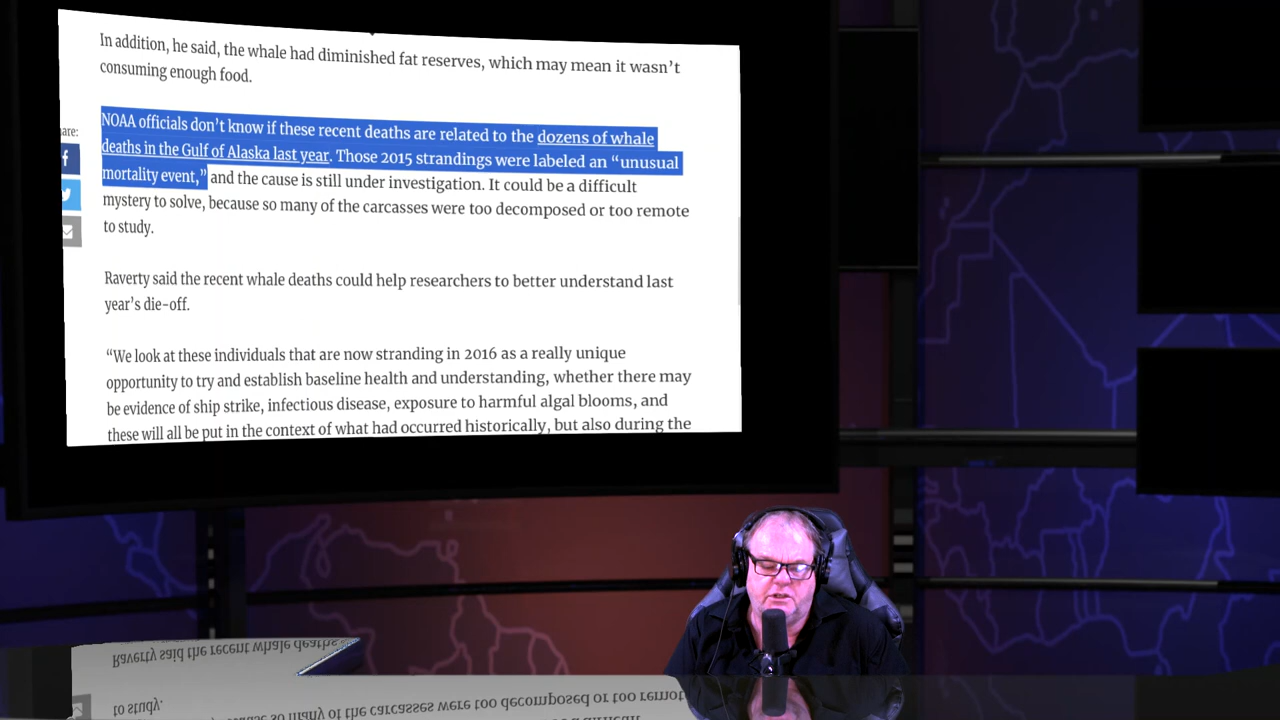 In addition, he said, the whale had diminished fat reserves, which may mean it wasn't
consuming enough food.
are:
NOAA officials don't know if these recent deaths are related to the dozens of whale
deaths in the Gulf of Alaska last year. Those 2015 strandings were labeled an “unusual
mortality event,” and the cause is still under investigation. It could be a difficult
mystery to solve, because so many of the carcasses were too decomposed or too remote
to study.
Raverty said the recent whale deaths could help researchers to better understand last
year's die-off.
“We look at these individuals that are now stranding in 2016 as a really unique
opportunity to try and establish baseline health and understanding, whether there may
be evidence of ship strike, infectious disease, exposure to harmful algal blooms, and
these will all be put in the context of what had occurred historically, but also during the